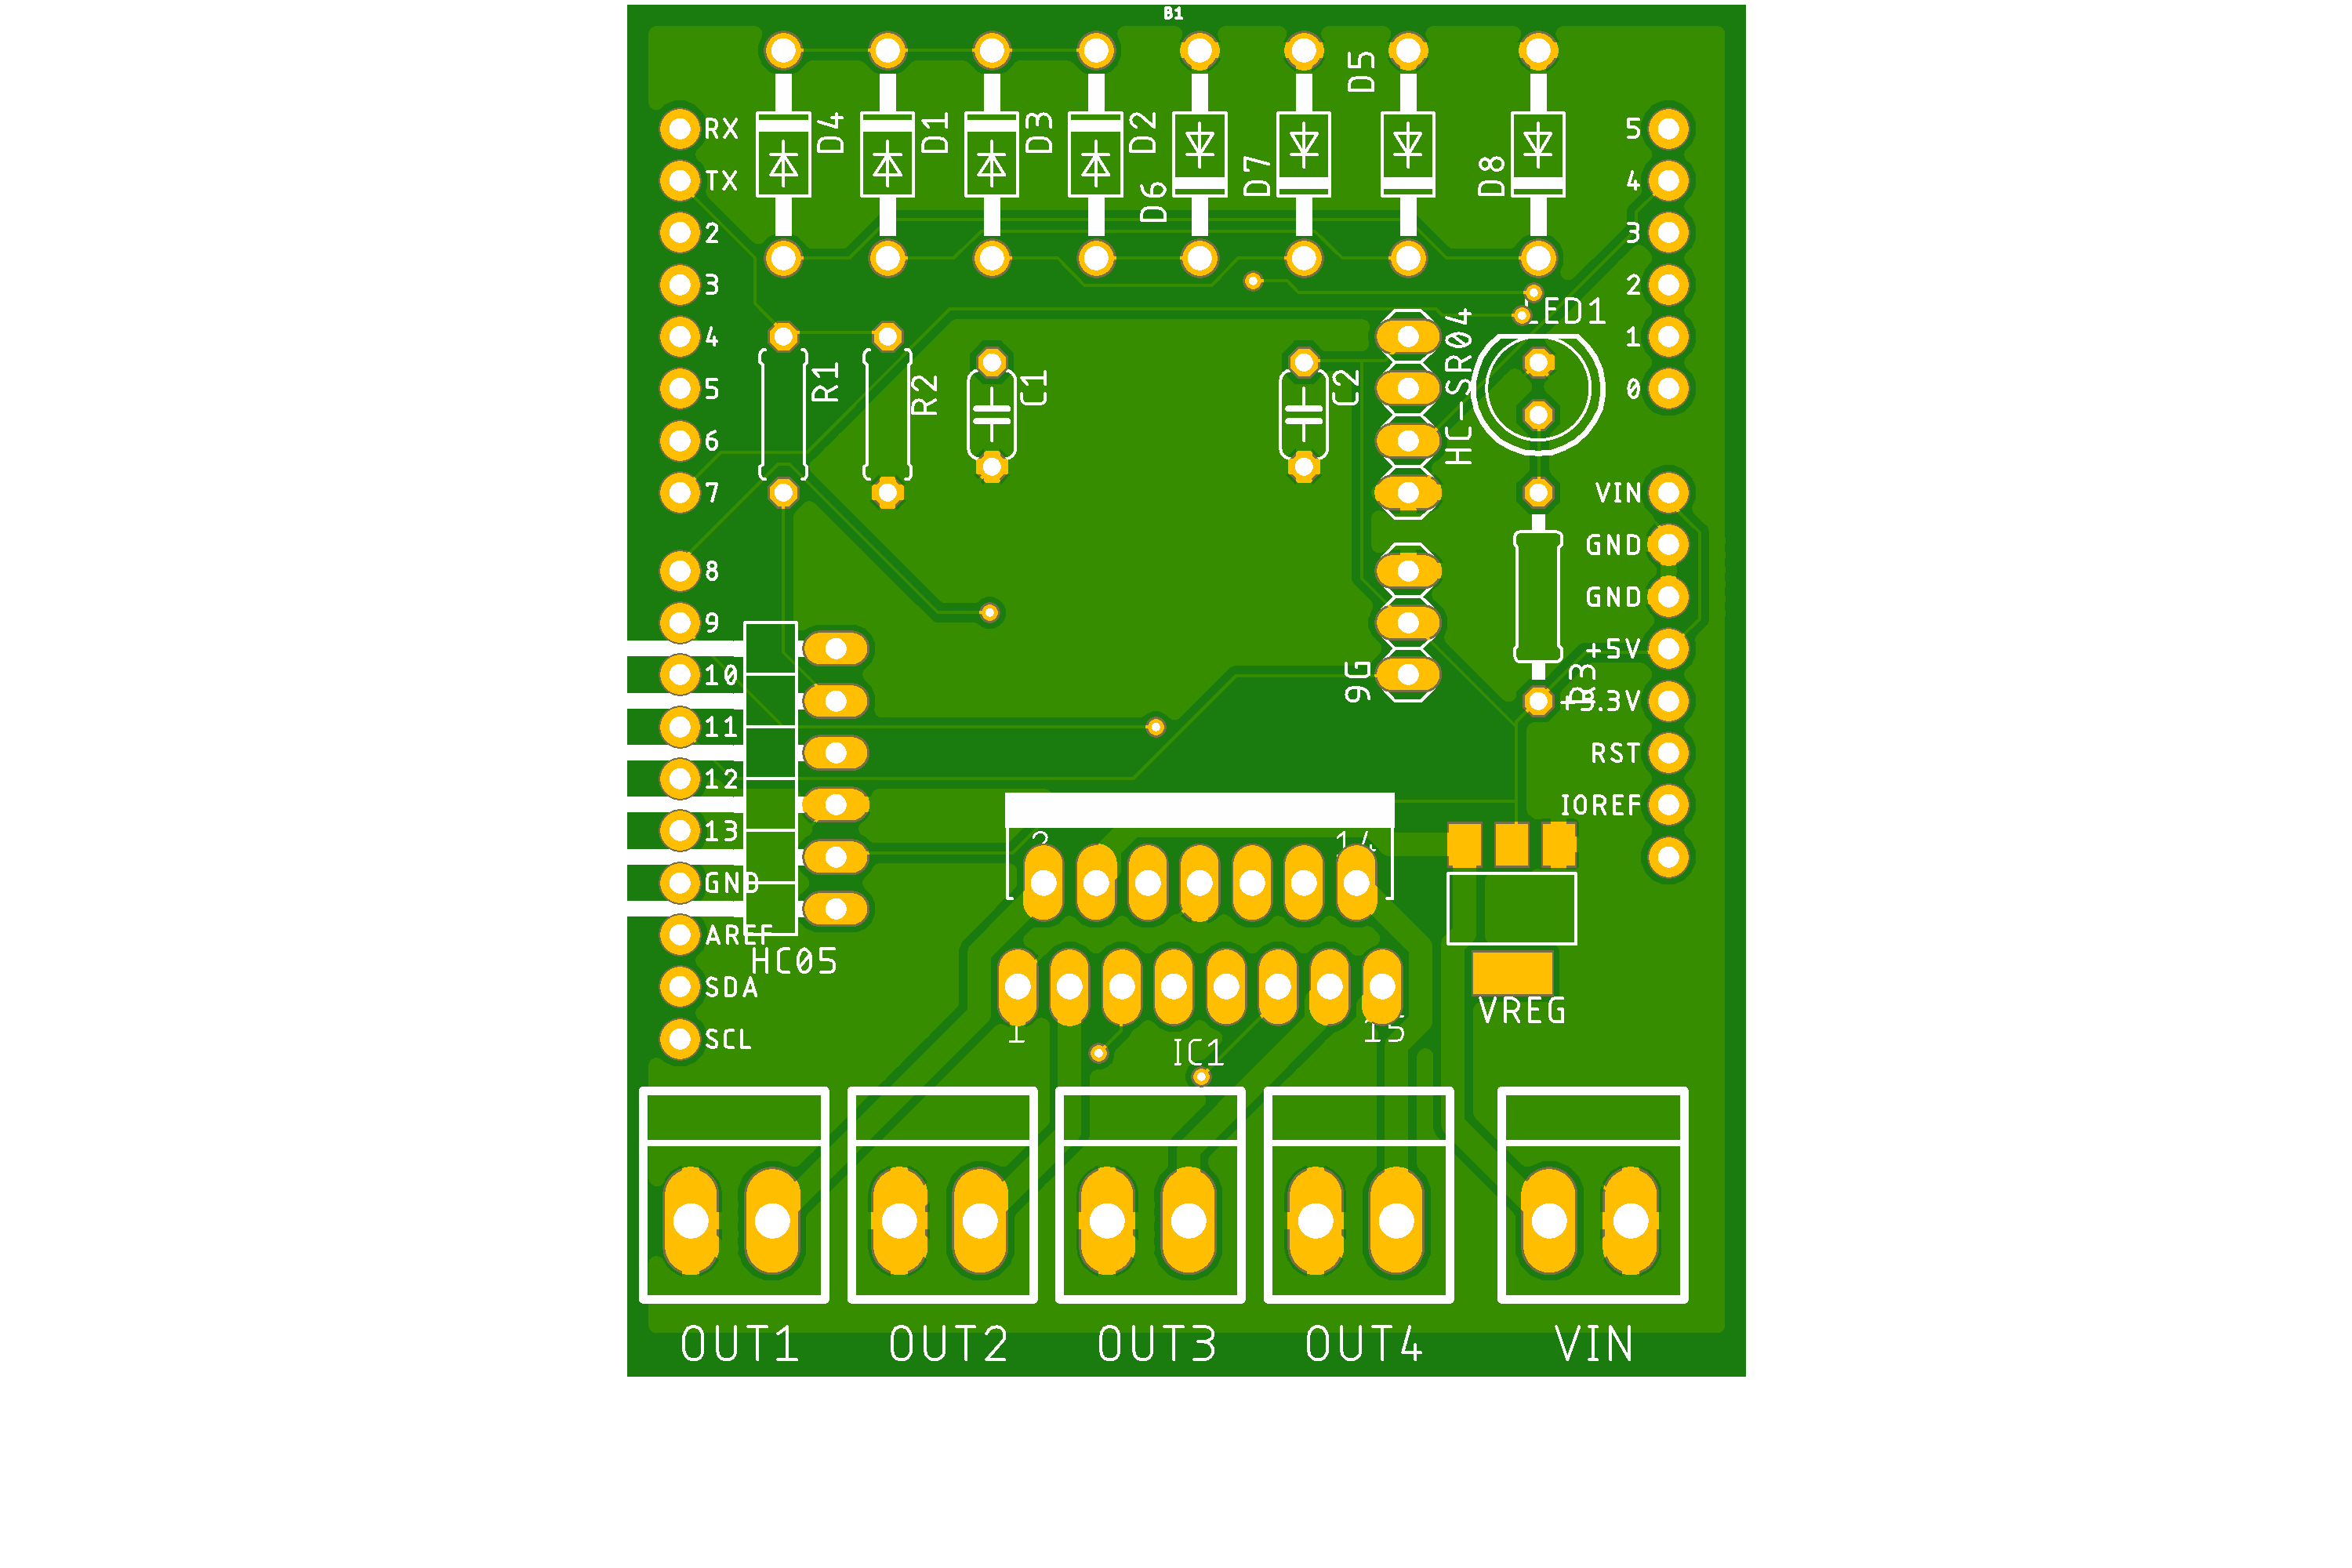 B1
D5
RX
D4
D1
D3
D2
5
TX
D6
D7
D8
4
2
3
3
2
LED1
4
HC-SR04
1
5
R1
R2
C1
C2
0
6
7
VIN
8
GND
9
GND
+5V
10
9G
R3
11
+3.3V
12
RST
13
IOREF
2
14
GND
AREF
HC05
SDA
VREG
SCL
1
IC1
15
OUT1
OUT2
OUT3
OUT4
VIN